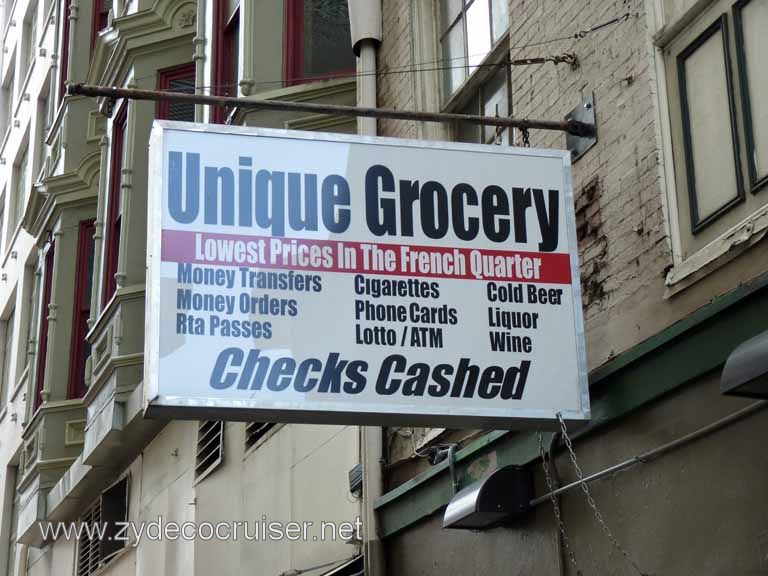 Unique Grocery
Lowest Prices In The French Quarter
Money Transfers
Money Orders
Rta Passes
Cigarettes
Phone Cards
Lotto / ATM
Cold Beer
Liquor
Wine
Checks Cashed
www.zydecocruiser.net